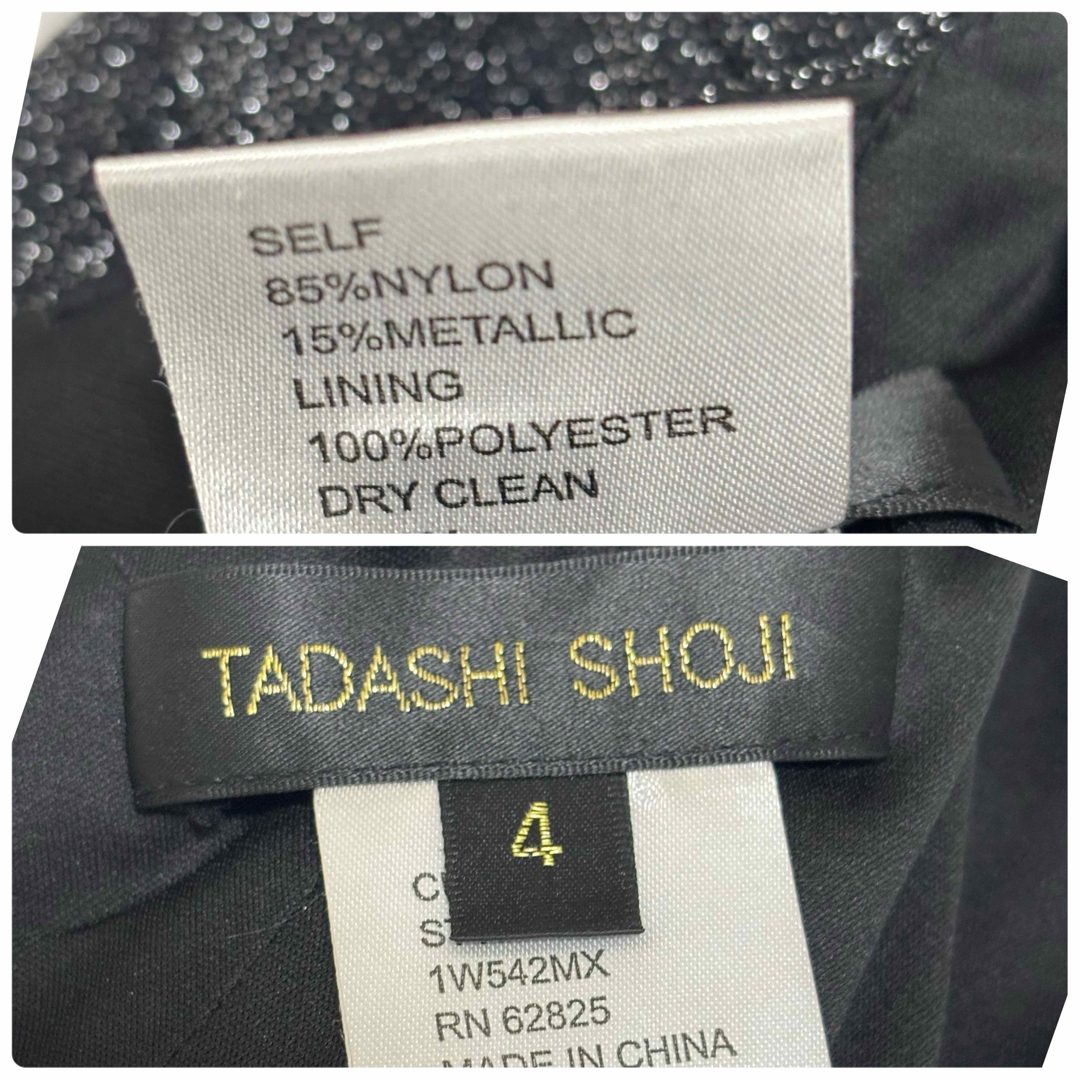 SELF
85%NYLON
15%METALLIC
LINING
100%POLYESTER
DRY CLEAN
TADASHI SHOJI
4
1W542MX
RN 62825
MADE IN CHINA